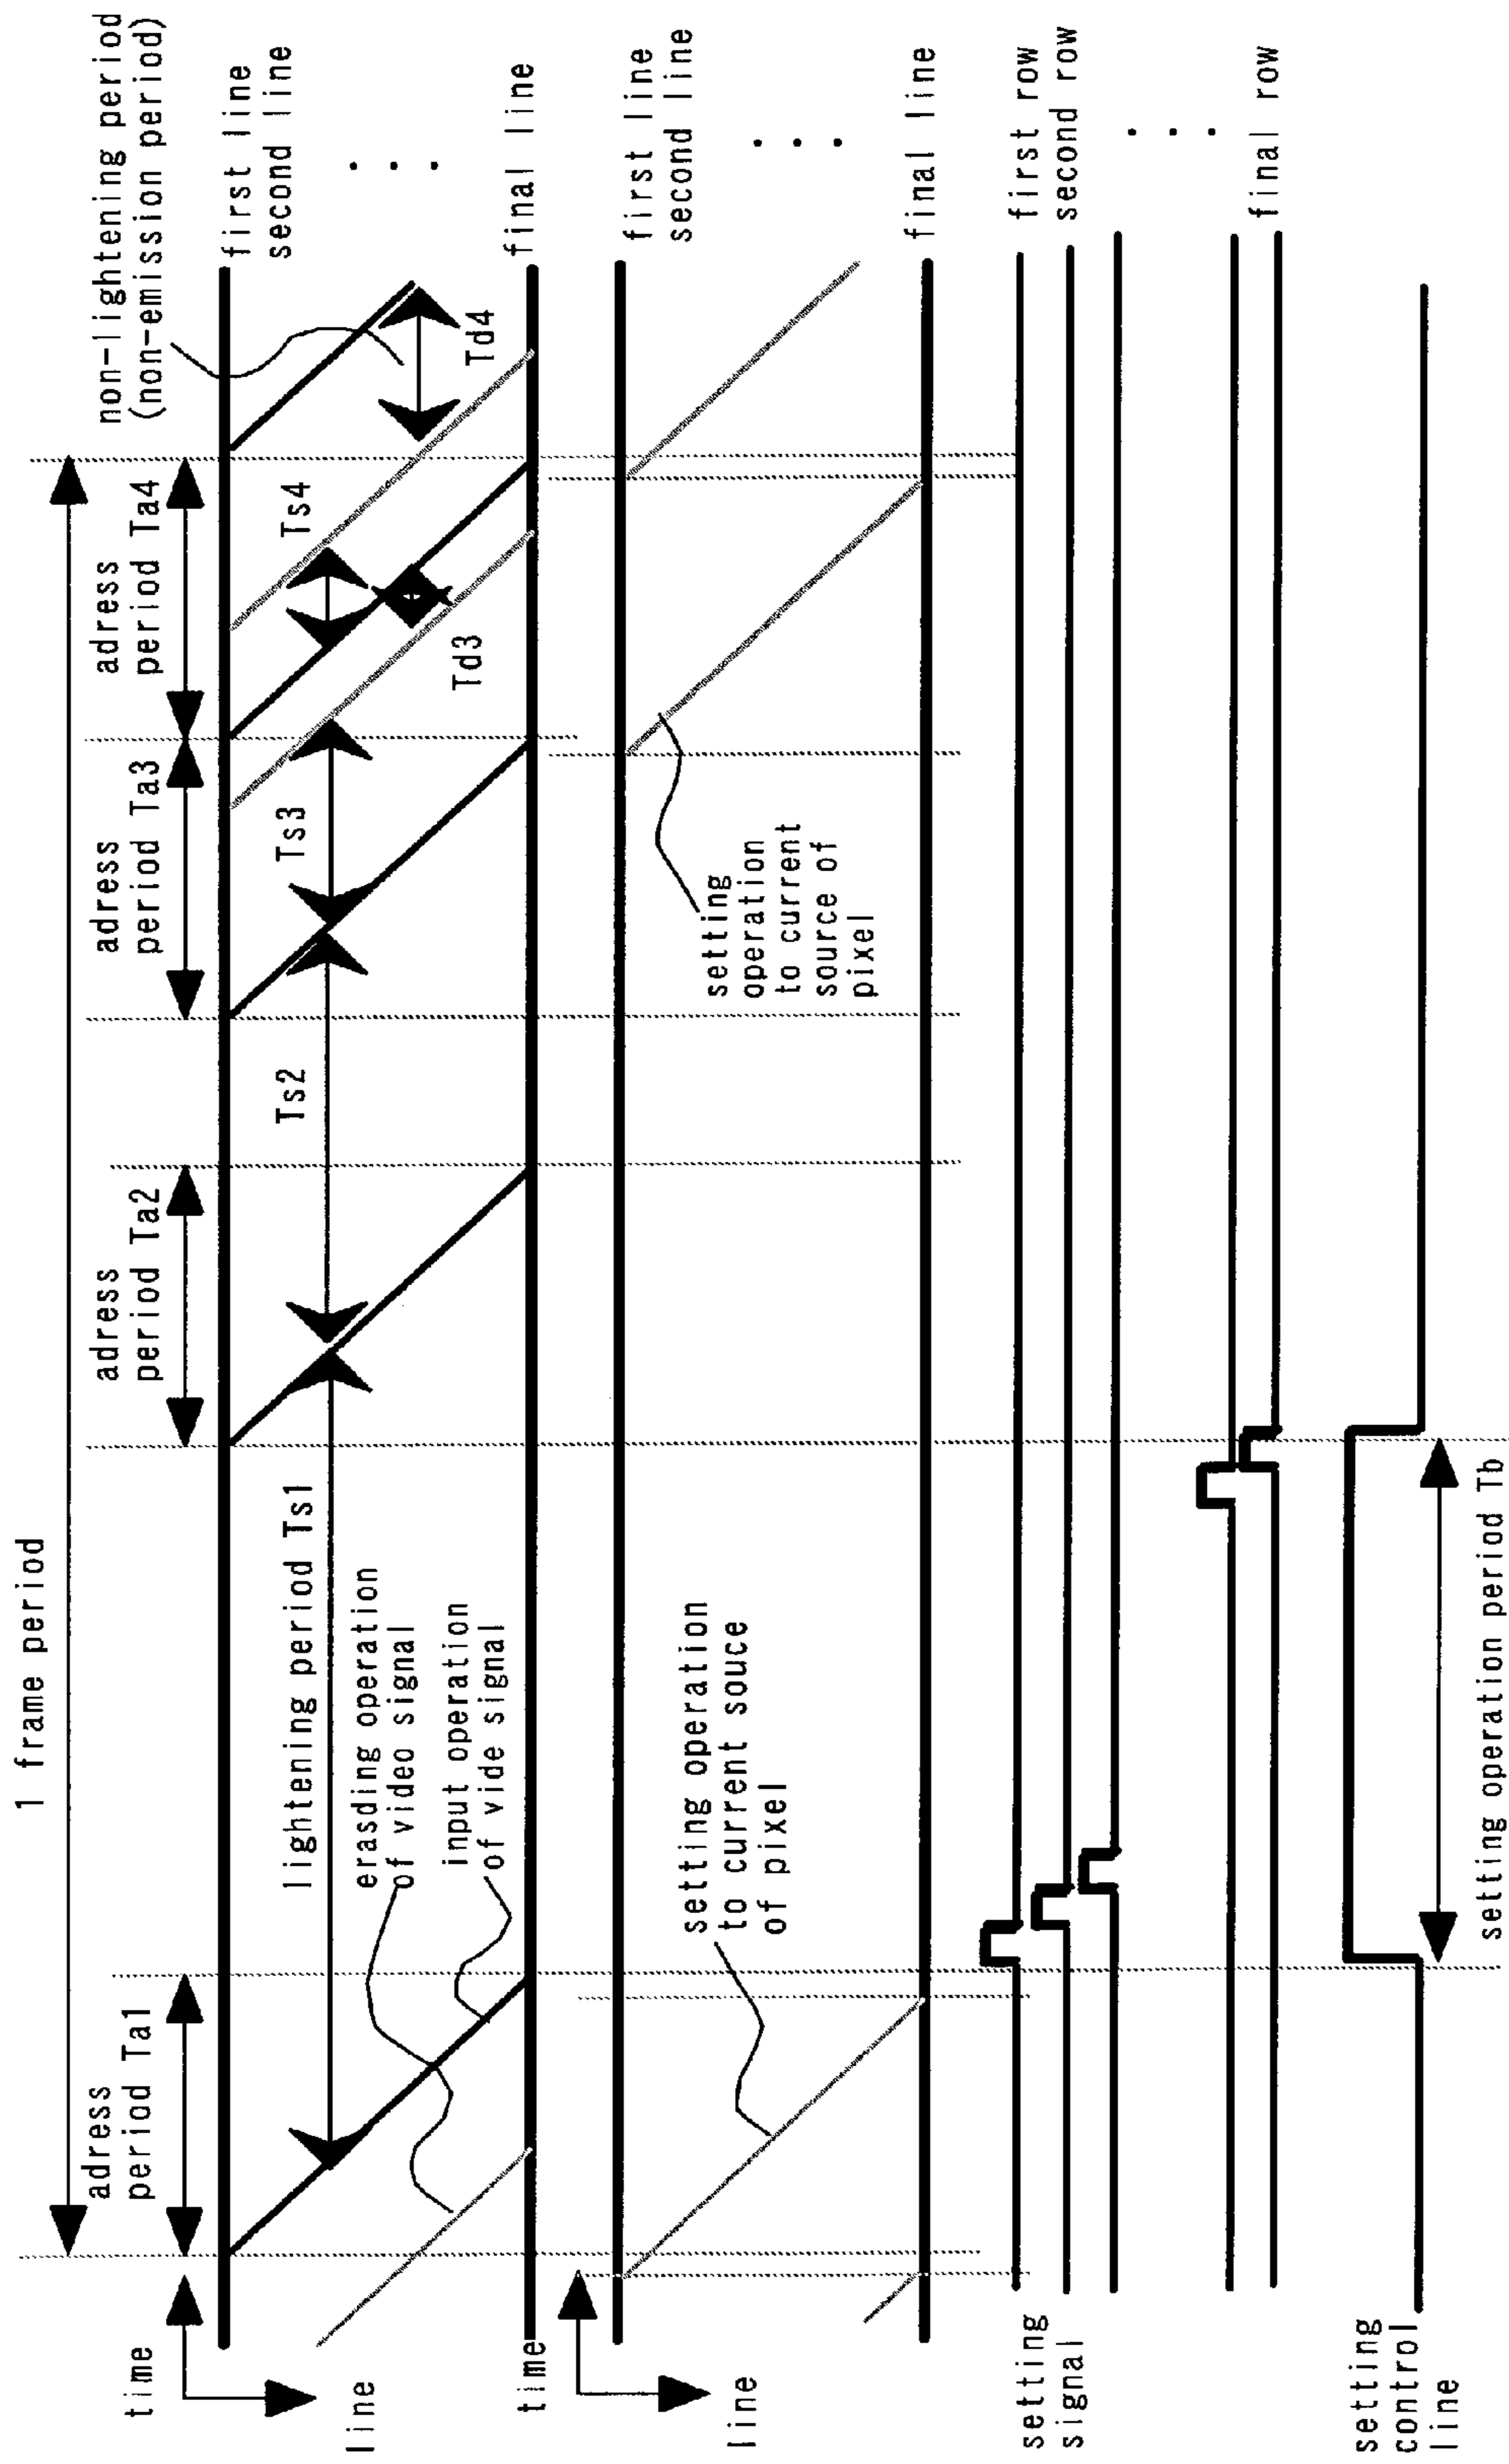 1 frame period
time
line
adress
period Ta1
adress
period Ta2
adress
period Ta3
adress
period Ta4
non-lightening period
(non-emission period)
first line
second line
final line
lightening period Ts1
Ts2
Ts3
Ts4
Td3
Td4
erasding operation
of video signal
input operation
of vide signal
time
line
first line
second line
final line
setting operation
to current souce
of pixel
setting
operation
to current
source of
pixel
setting
signal
first row
second row
final row
setting
control
line
setting operation period Tb